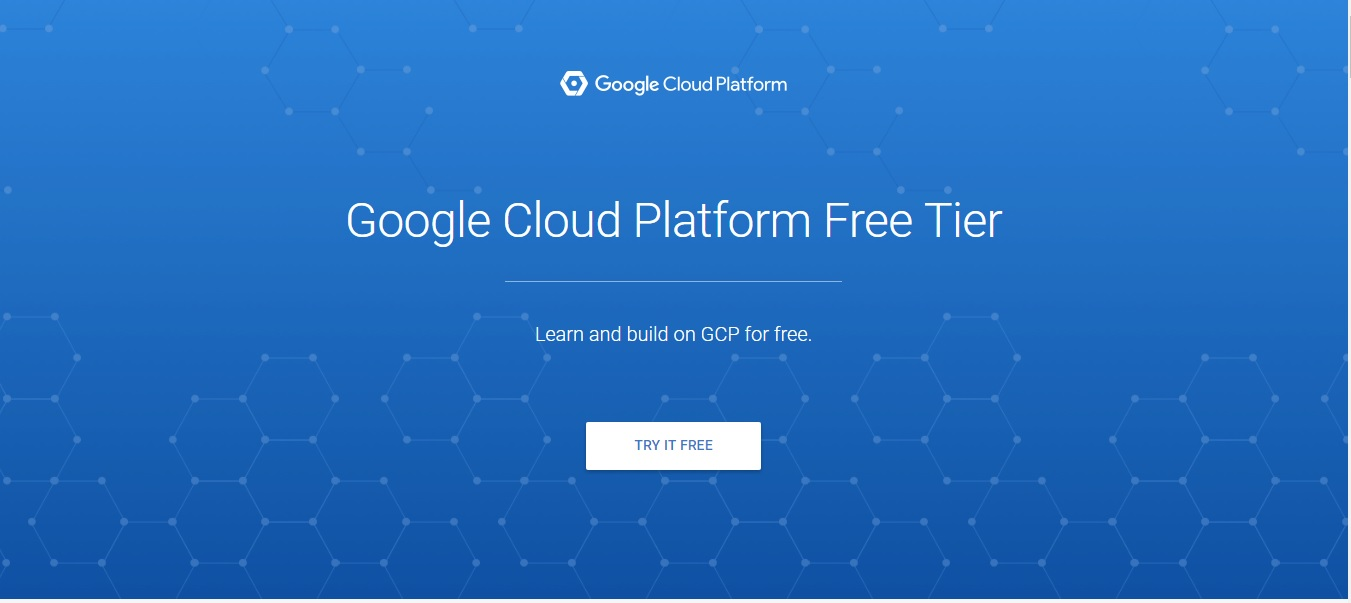 Google Cloud Platform
Google Cloud Platform Free Tier
Learn and build on GCP for free.
TRY IT FREE